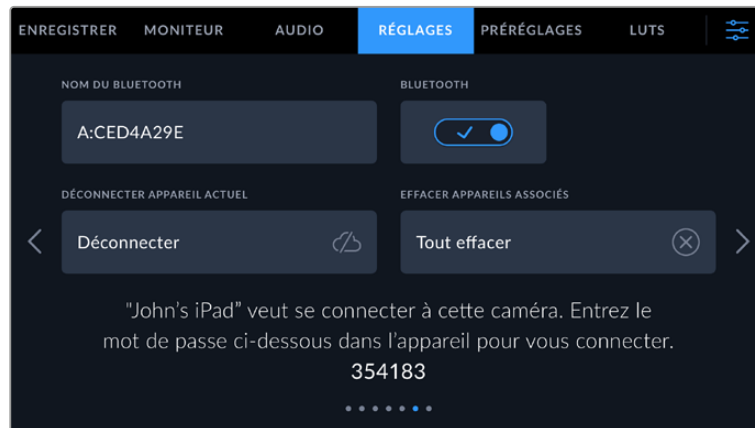 ENREGISTRER MONITEUR AUDIO RÉGLAGES PRÉRÉGLAGES LUTS
NOM DU BLUETOOTH BLUETOOTH
A:CED4A29E
DÉCONNECTER APPAREIL ACTUEL EFFACER APPAREILS ASSOCIÉS
Déconnecter Tout effacer
"John’s iPad” veut se connecter à cette caméra. Entrez le
mot de passe ci-dessous dans l’appareil pour vous connecter.
354183